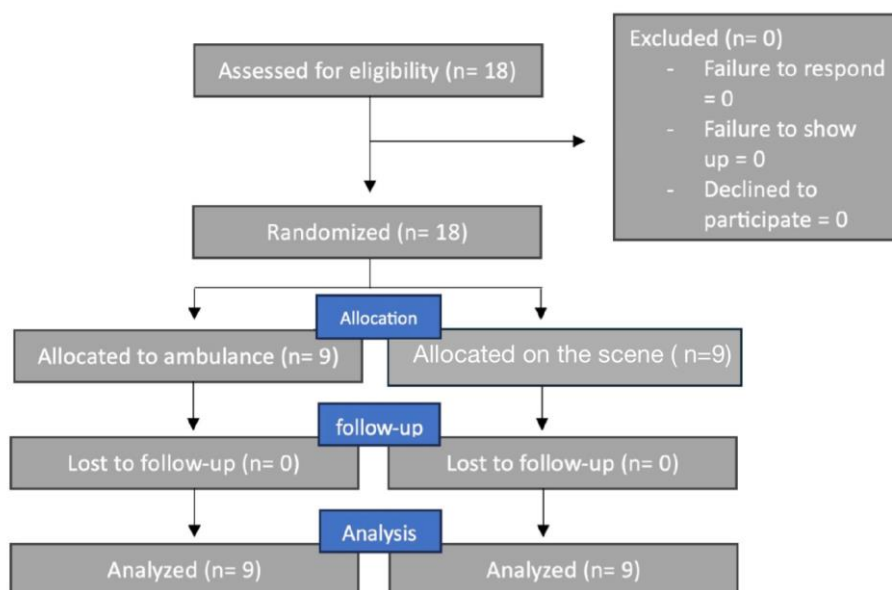 Assessed for eligibility (n= 18)
Excluded (n= 0)
- Failure to respond
= 0
- Failure to show
up = 0
- Declined to
participate = 0
Randomized (n= 18)
Allocation
Allocated to ambulance (n= 9)
Allocated on the scene ( n=9)
follow-up
Lost to follow-up (n= 0)
Lost to follow-up (n= 0)
Analysis
Analyzed (n= 9)
Analyzed (n= 9)